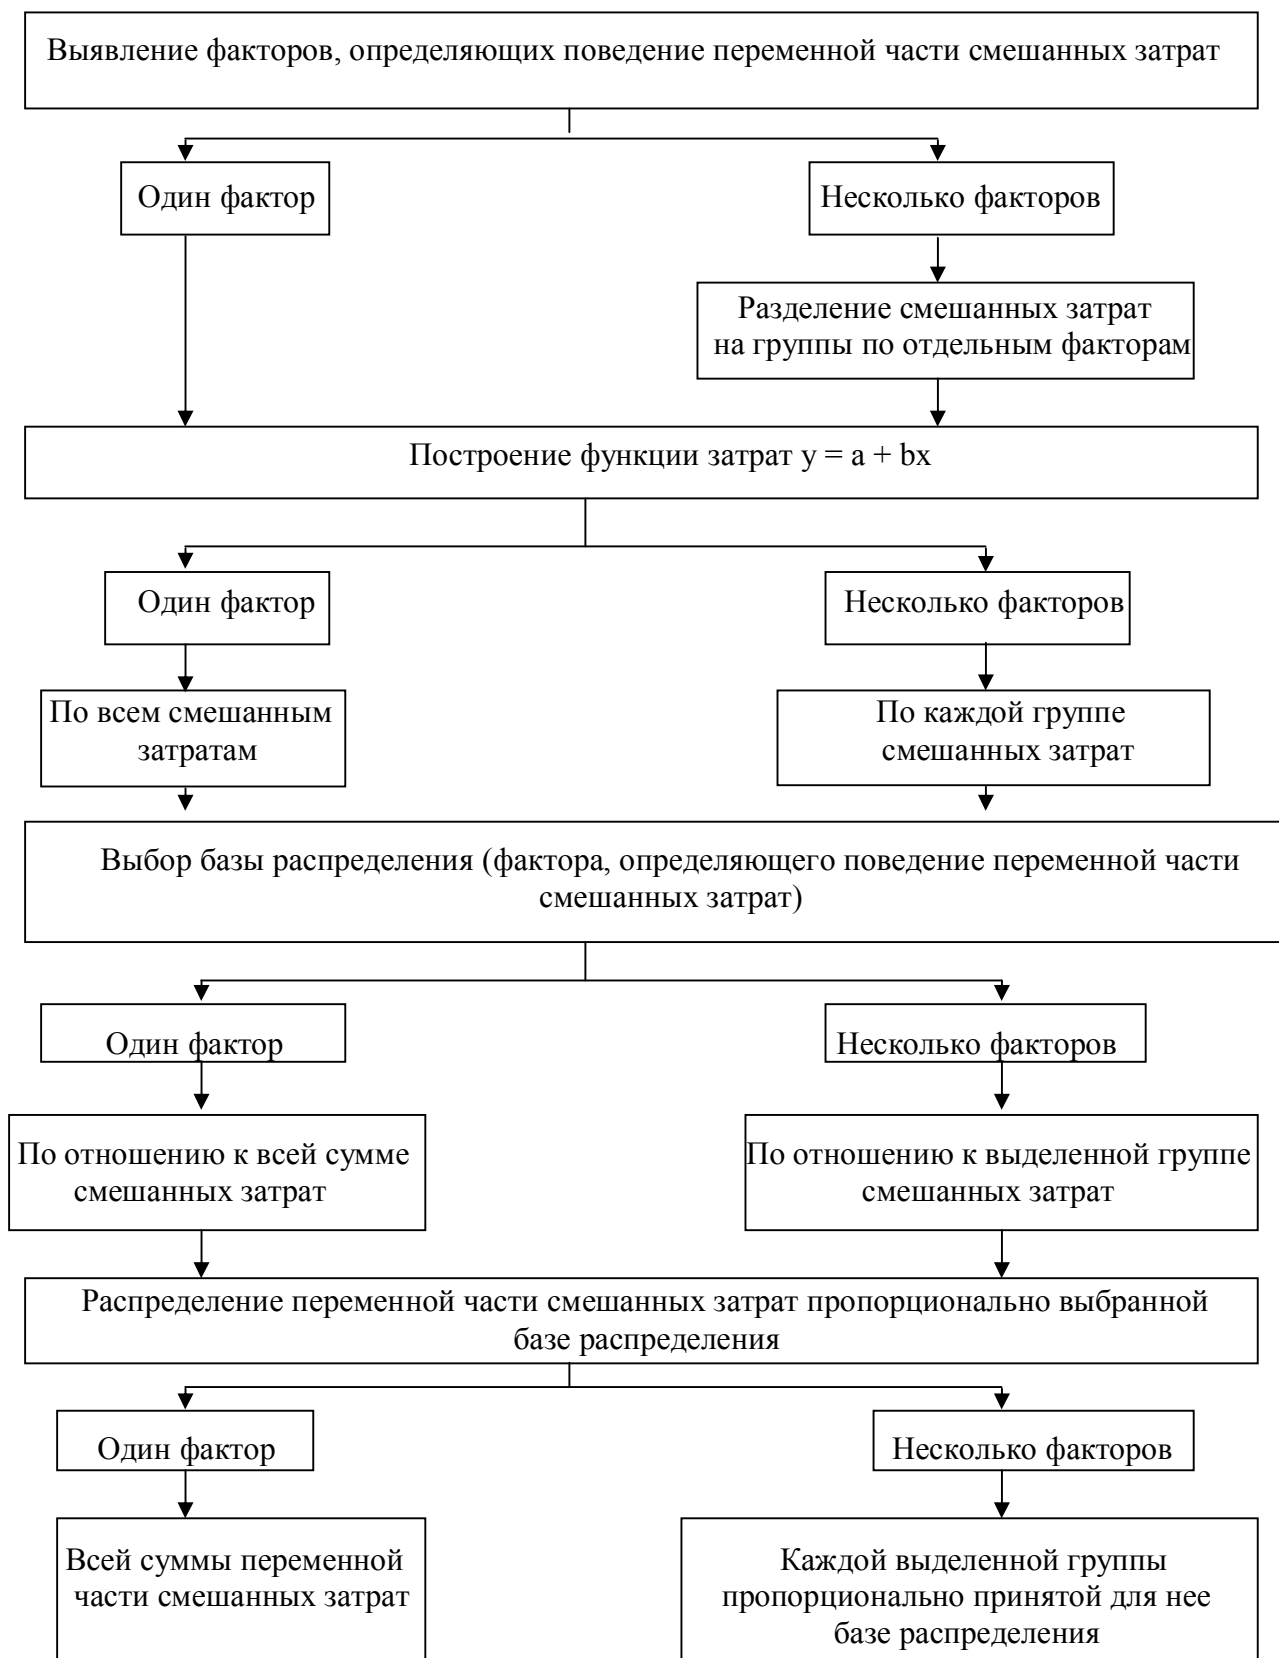 Выявление факторов, определяющих поведение переменной части смешанных затрат
Один фактор
Несколько факторов
Разделение смешанных затрат
на группы по отдельным факторам
Построение функции затрат y = a + bx
Один фактор
Несколько факторов
По всем смешанным
затратам
По каждой группе
смешанных затрат
Выбор базы распределения (фактора, определяющего поведение переменной части
смешанных затрат)
Один фактор
Несколько факторов
По отношению к всей сумме
смешанных затрат
По отношению к выделенной группе
смешанных затрат
Распределение переменной части смешанных затрат пропорционально выбранной
базе распределения
Один фактор
Несколько факторов
Всей суммы переменной
части смешанных затрат
Каждой выделенной группы
пропорционально принятой для нее
базе распределения